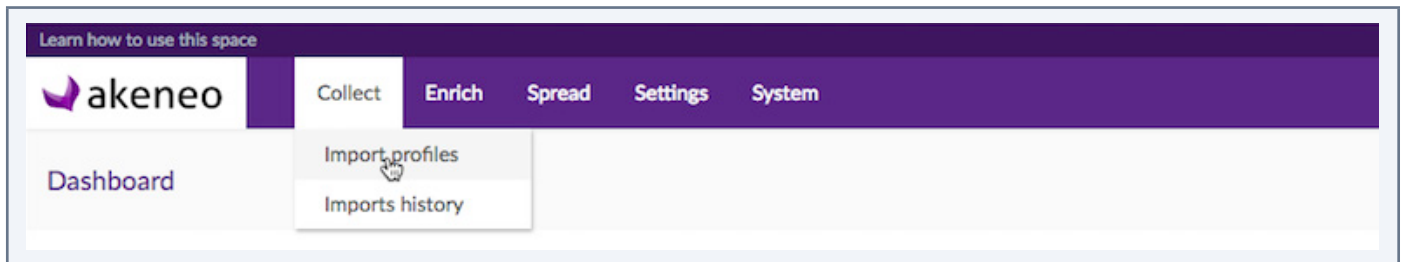 Learn how to use this space
akeneo Collect Enrich Spread Settings System
Import profiles
Dashboard
Imports history